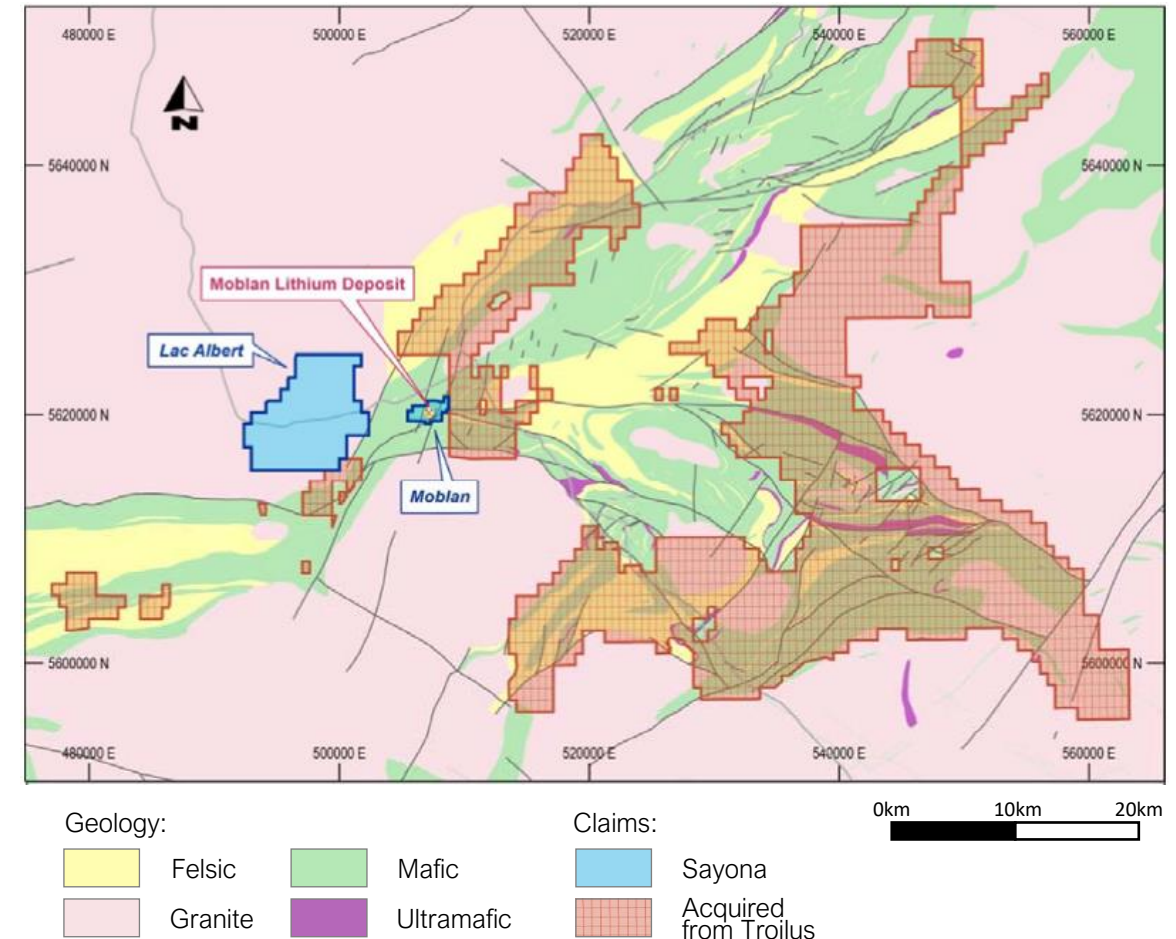 480000 E 500000 E 520000 E 540000 E 560000 E
N
5640000 N 5640000 N
Moblan Lithium Deposit
Lac Albert
5620000 N 5620000 N
Moblan
5600000 N 5600000 N
480000 E 500000 E 520000 E 540000 E 560000 E
0km 10km 20km
Geology: Claims:
Felsic Mafic Sayona
Granite Ultramafic Acquired
from Troilus